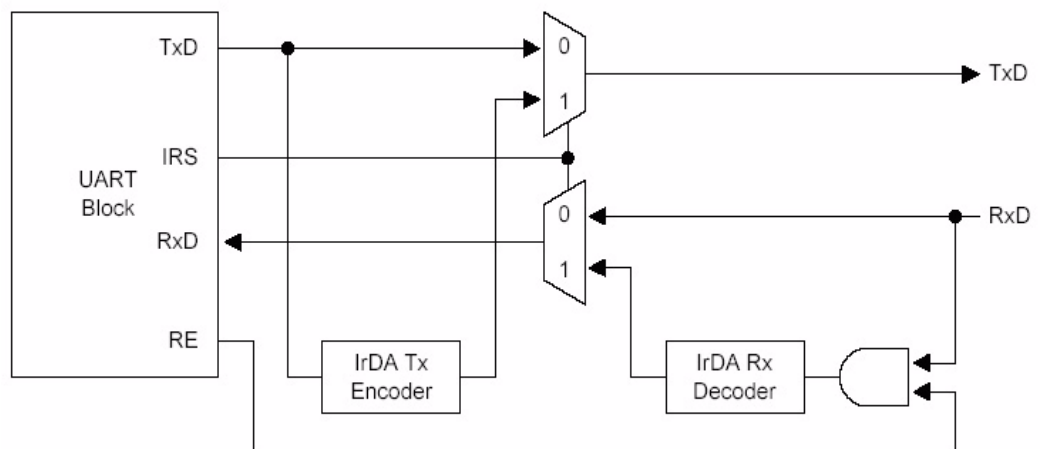 TxD
0
TxD
1
IRS
UART
Block
0
RxD
RxD
1
RE
IrDA Tx
Encoder
IrDA Rx
Decoder